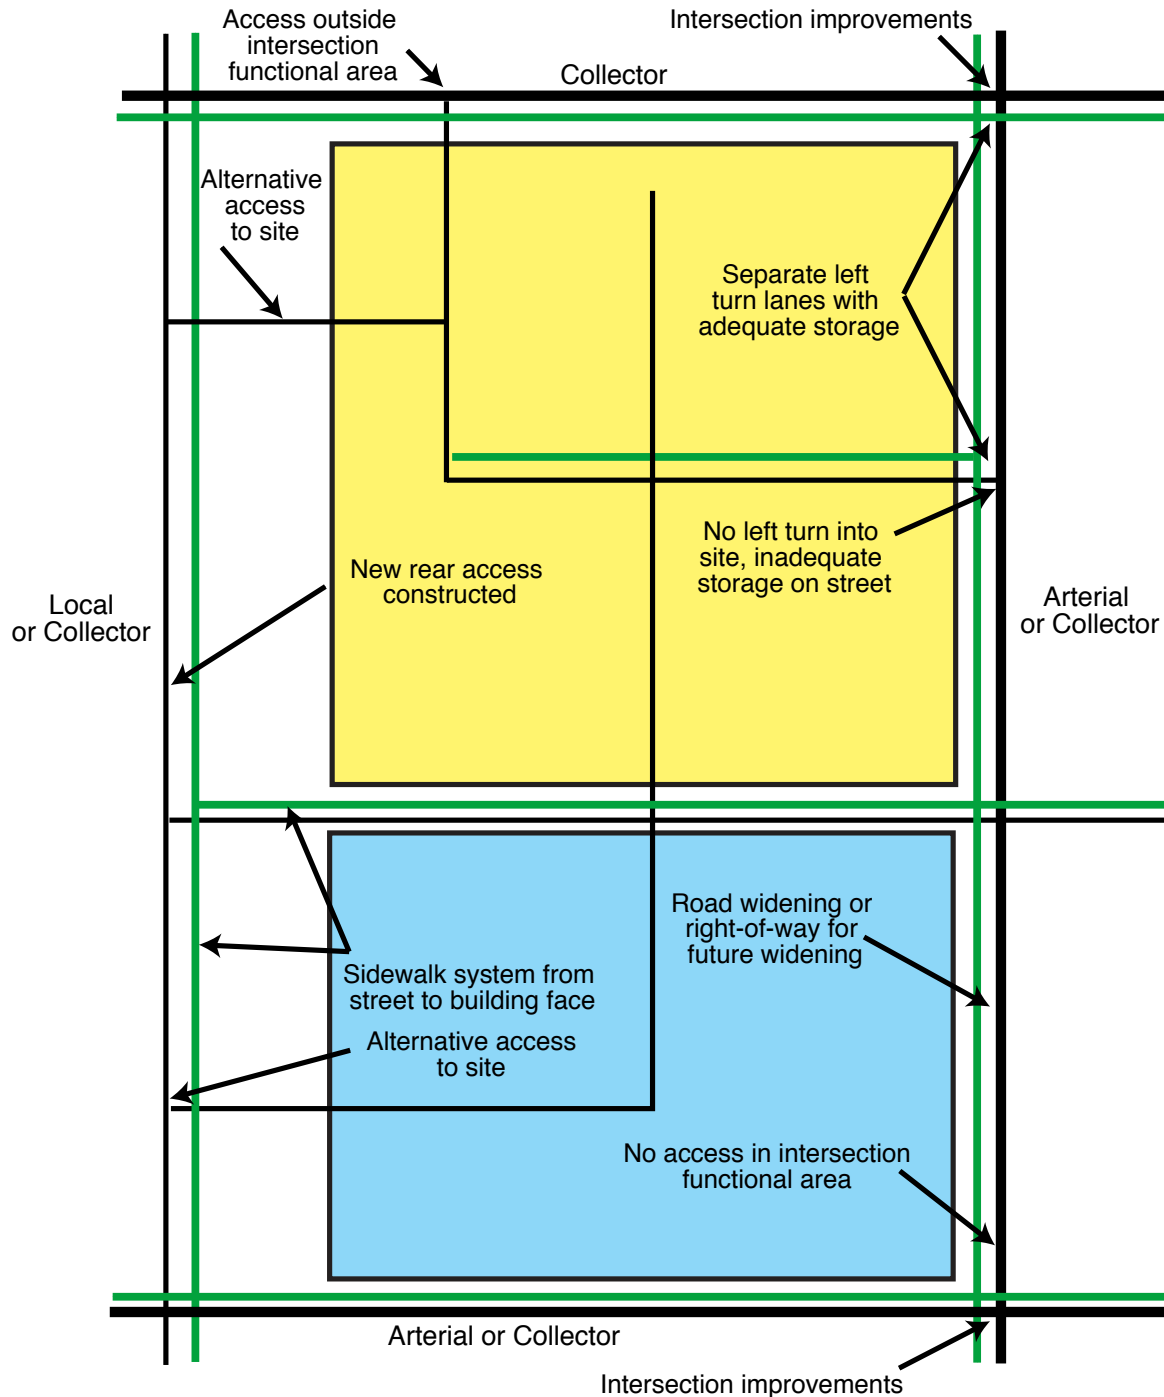 Access outside
intersection
functional area
Intersection improvements
Collector
Alternative
access
to site
Separate left
turn lanes with
adequate storage
No left turn into
site, inadequate
storage on street
New rear access
constructed
Local
or Collector
Arterial
or Collector
Road widening or
right-of-way for
future widening
Sidewalk system from
street to building face
Alternative access
to site
No access in intersection
functional area
Arterial or Collector
Intersection improvements